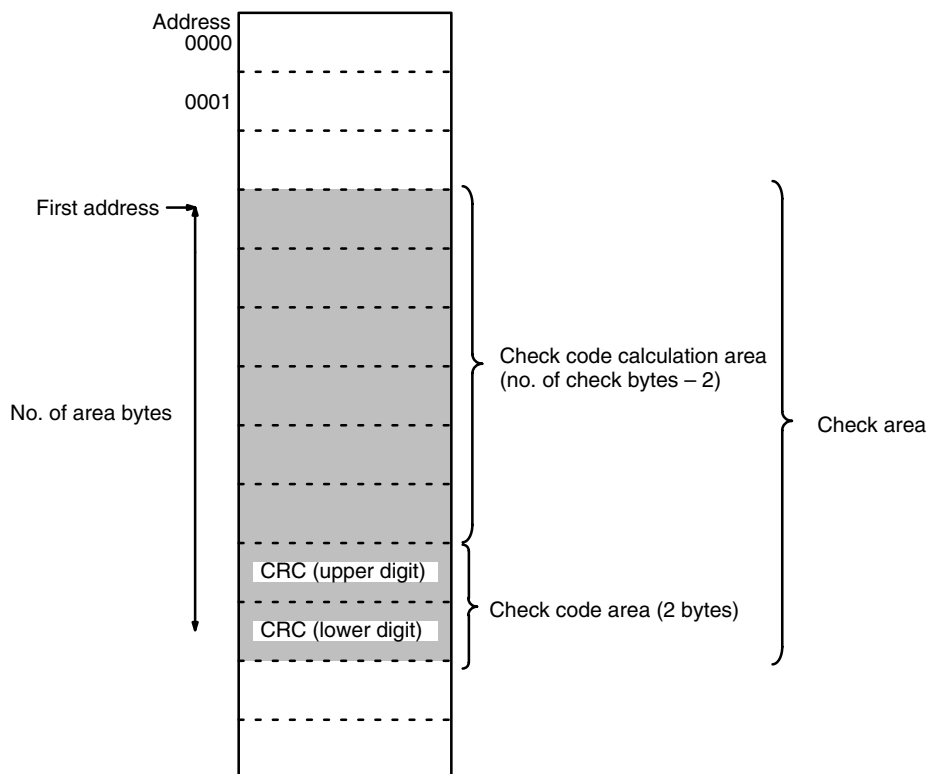 Address
0000
0001
First address
Check code calculation area
(no. of check bytes – 2)
No. of area bytes
Check area
CRC (upper digit)
Check code area (2 bytes)
CRC (lower digit)